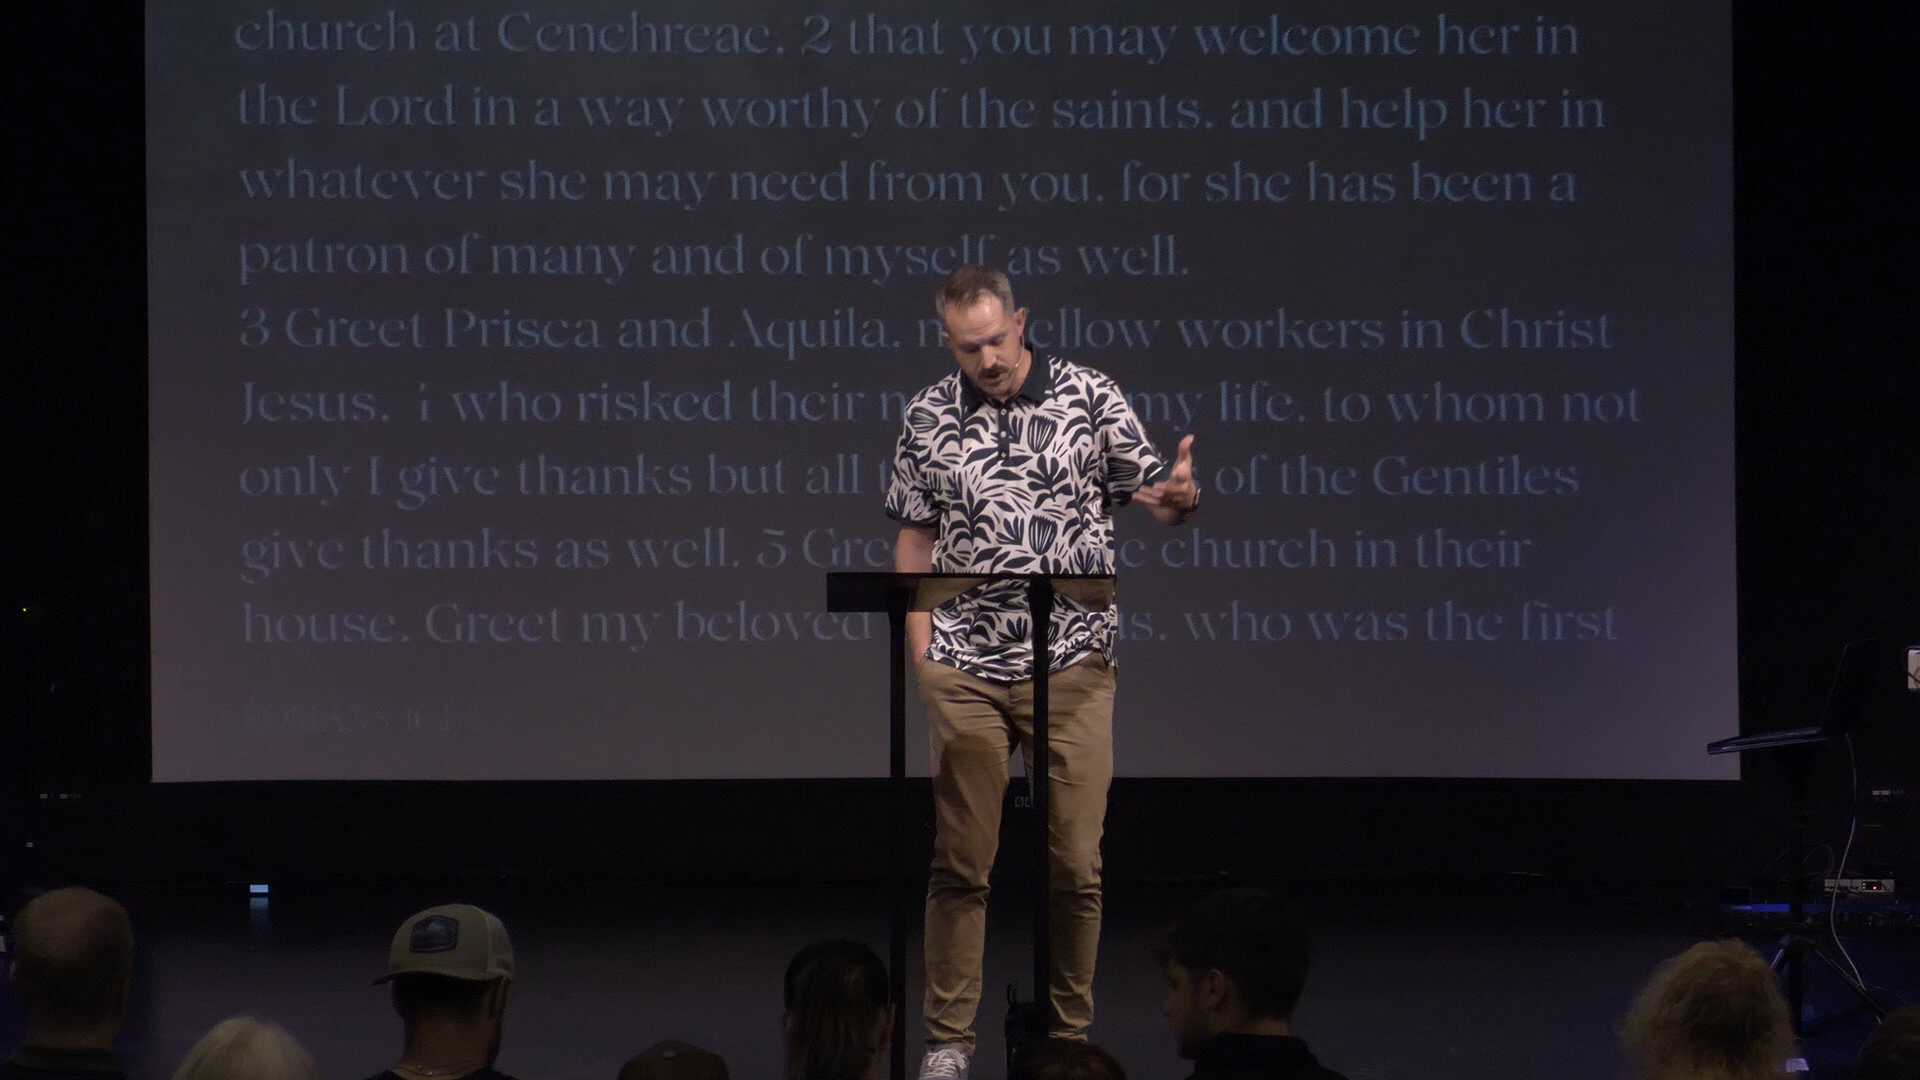 church at Cenchreae, 2 that you may welcome her in
the Lord in a way worthy of the saints, and help her in
whatever she may need from you, for she has been a
patron of many and of myself as well.
3 Greet Prisca and Aquila, fellow workers in Christ
Jesus, 4 who risked their my life, to whom not
only I give thanks but all of the Gentiles
give thanks as well. 5 church in their
house. Greet my beloved who was the first
ROMANS 16:1-5